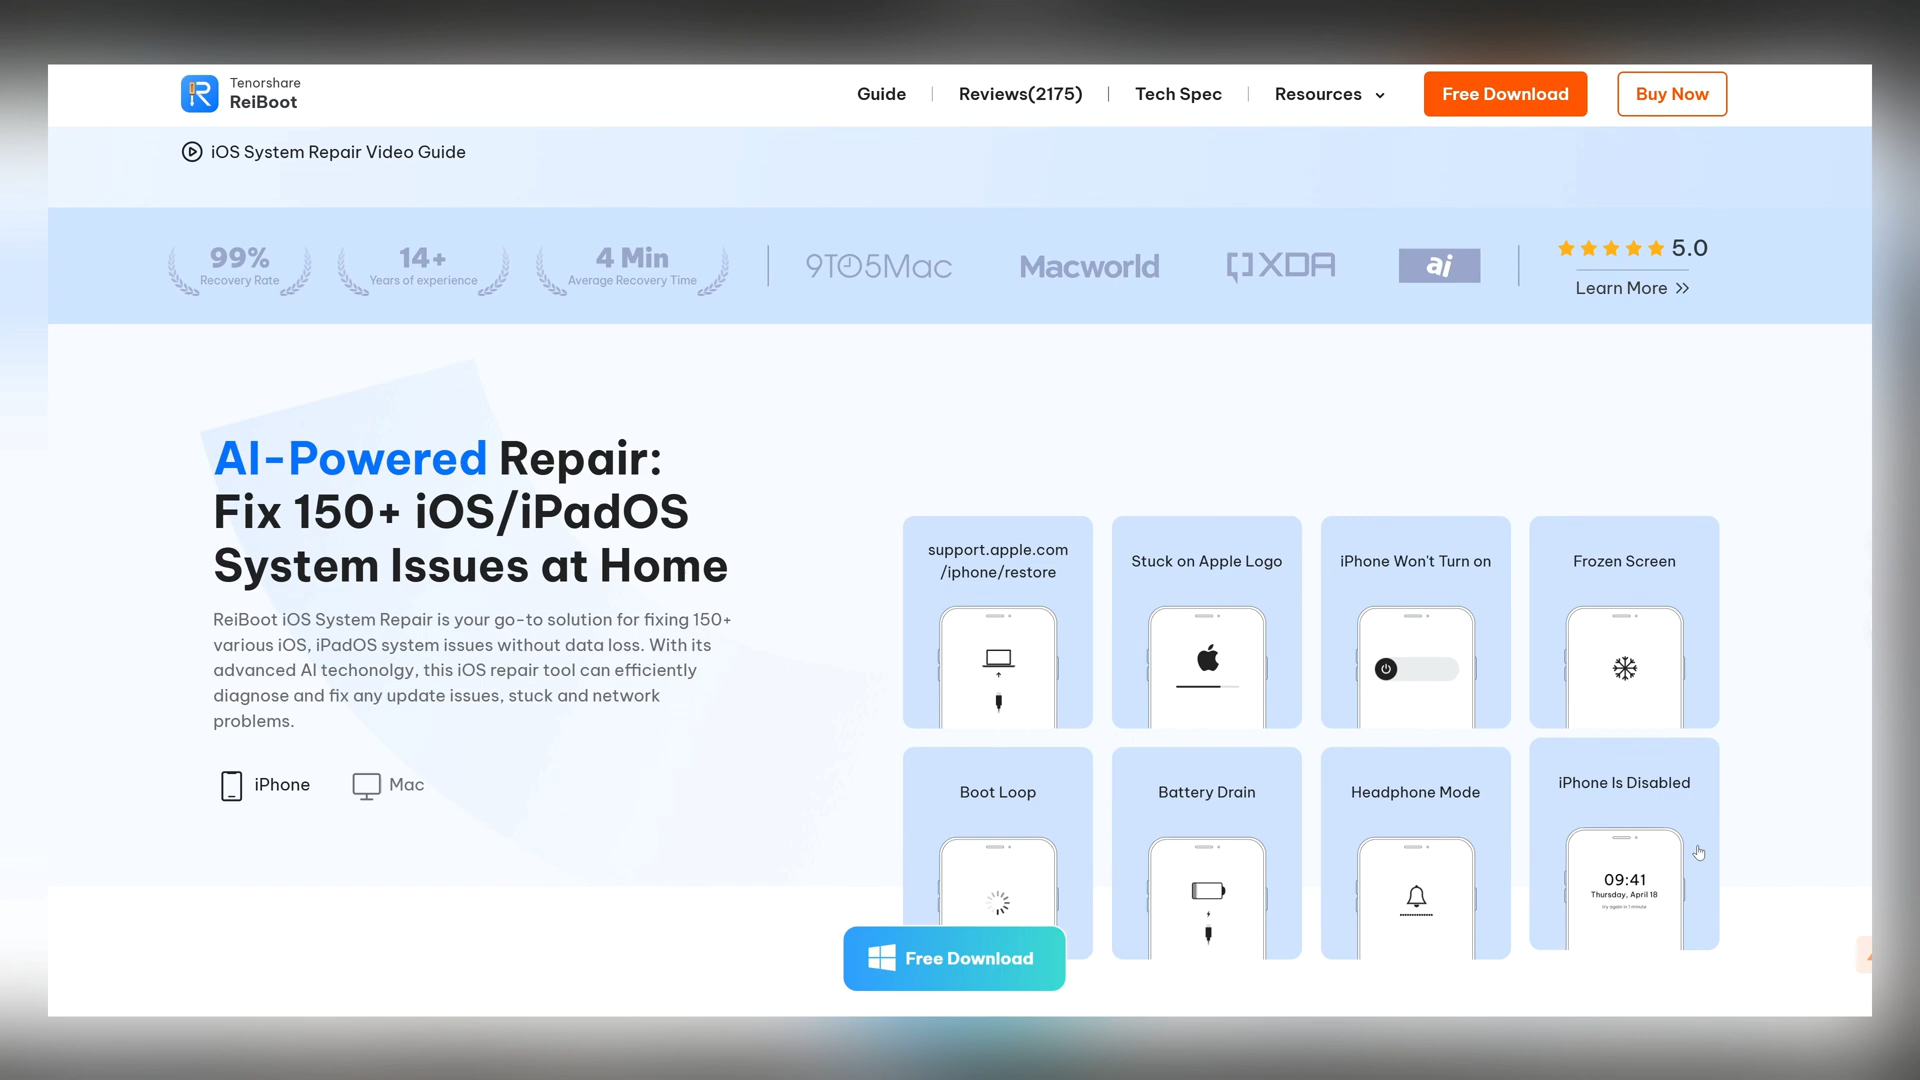 Tenorshare
ReiBoot
Guide
Reviews(2175)
Tech Spec
Resources
Free Download
Buy Now
iOS System Repair Video Guide
99%
Recovery Rate
14+
Years of experience
4 Min
Average Recovery Time
9TO5Mac
Macworld
XDA
ai
5.0
Learn More >>
AI-Powered Repair:
Fix 150+ iOS/iPadOS
System Issues at Home
ReiBoot iOS System Repair is your go-to solution for fixing 150+
various iOS, iPadOS system issues without data loss. With its
advanced AI techonolgy, this iOS repair tool can efficiently
diagnose and fix any update issues, stuck and network
problems.
iPhone
Mac
support.apple.com
/iphone/restore
Stuck on Apple Logo
iPhone Won't Turn on
Frozen Screen
Boot Loop
Battery Drain
Headphone Mode
iPhone Is Disabled
09:41
Thursday, April 18
try again in 1 minute
Free Download